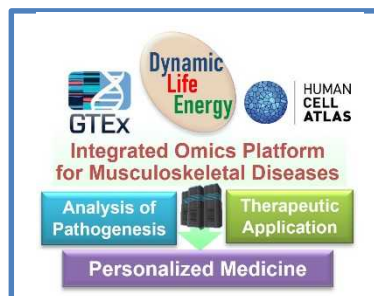 Dynamic
Life
Energy
GTEx
HUMAN
CELL
ATLAS
Integrated Omics Platform
for Musculoskeletal Diseases
Analysis of
Pathogenesis
Therapeutic
Application
Personalized Medicine